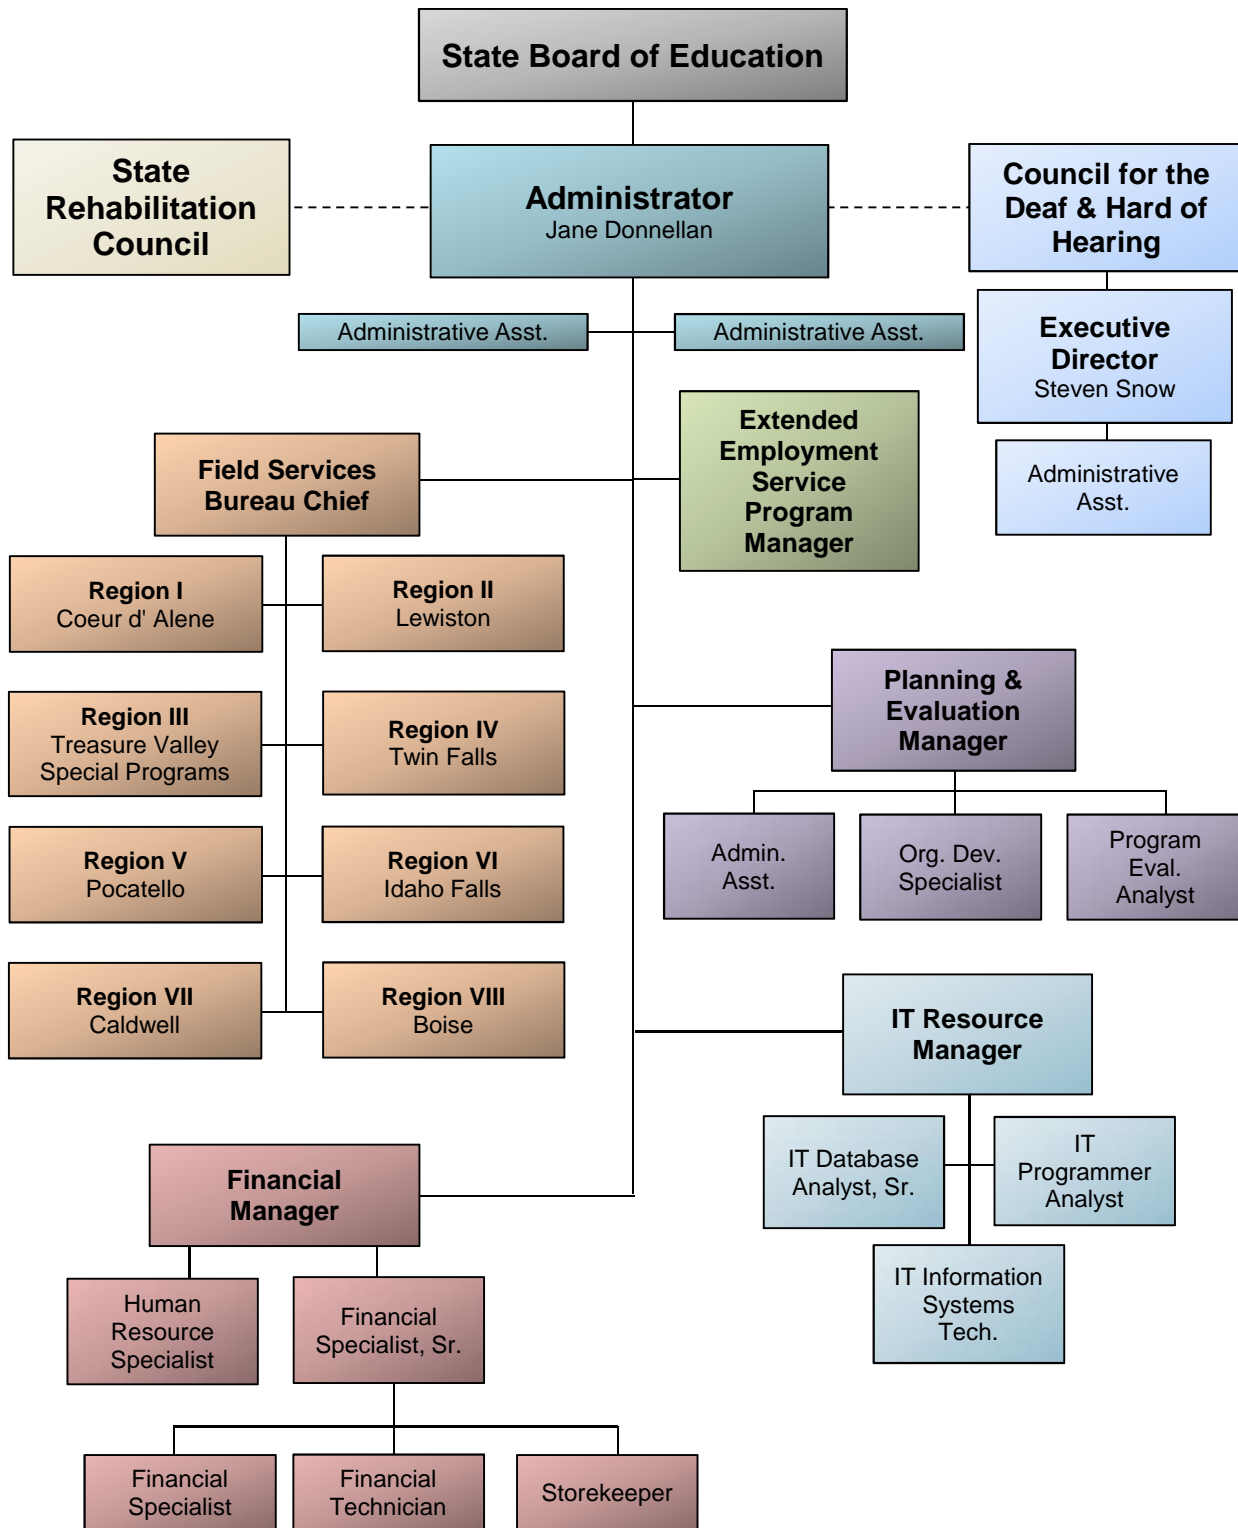 State Board of Education
State
Rehabilitation
Council
Administrator
Jane Donnellan
Council for the
Deaf & Hard of
Hearing
Administrative Asst.
Administrative Asst.
Executive
Director
Steven Snow
Administrative
Asst.
Extended
Employment
Service
Program
Manager
Field Services
Bureau Chief
Region I
Coeur d' Alene
Region II
Lewiston
Region III
Treasure Valley
Special Programs
Region IV
Twin Falls
Region V
Pocatello
Region VI
Idaho Falls
Region VII
Caldwell
Region VIII
Boise
Planning &
Evaluation
Manager
Admin.
Asst.
Org. Dev.
Specialist
Program
Eval.
Analyst
IT Resource
Manager
IT Database
Analyst, Sr.
IT
Programmer
Analyst
IT Information
Systems
Tech.
Financial
Manager
Human
Resource
Specialist
Financial
Specialist, Sr.
Financial
Specialist
Financial
Technician
Storekeeper